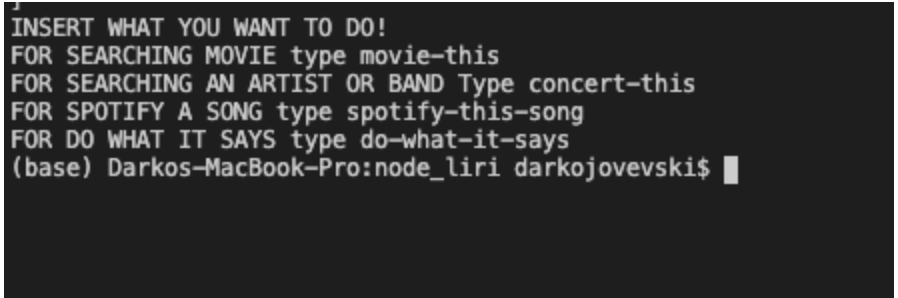 ]
INSERT WHAT YOU WANT TO DO!
FOR SEARCHING MOVIE type movie-this
FOR SEARCHING AN ARTIST OR BAND Type concert-this
FOR SPOTIFY A SONG type spotify-this-song
FOR DO WHAT IT SAYS type do-what-it-says
(base) Darkos-MacBook-Pro:node_liri darkojovevski$